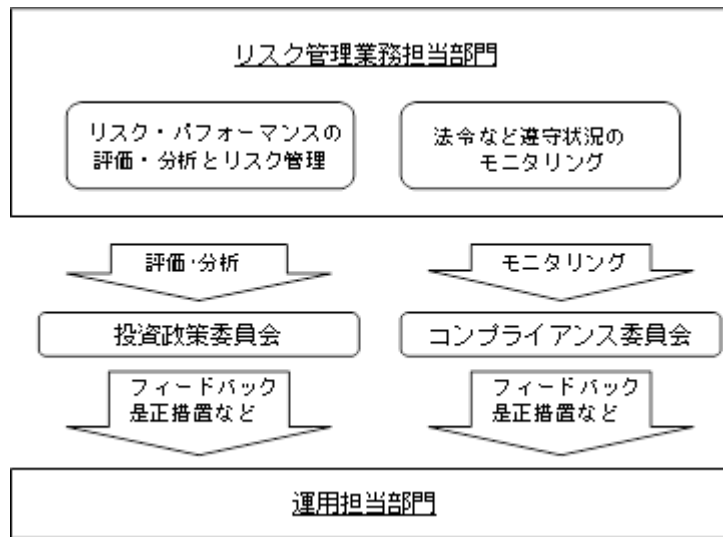 リスク管理業務担当部門
リスク・パフォーマンスの
評価・分析とリスク管理
法令など遵守状況の
モニタリング
評価･分析
モニタリング
投資政策委員会
コンプライアンス委員会
フィードバック
是正措置など
フィードバック
是正措置など
運用担当部門